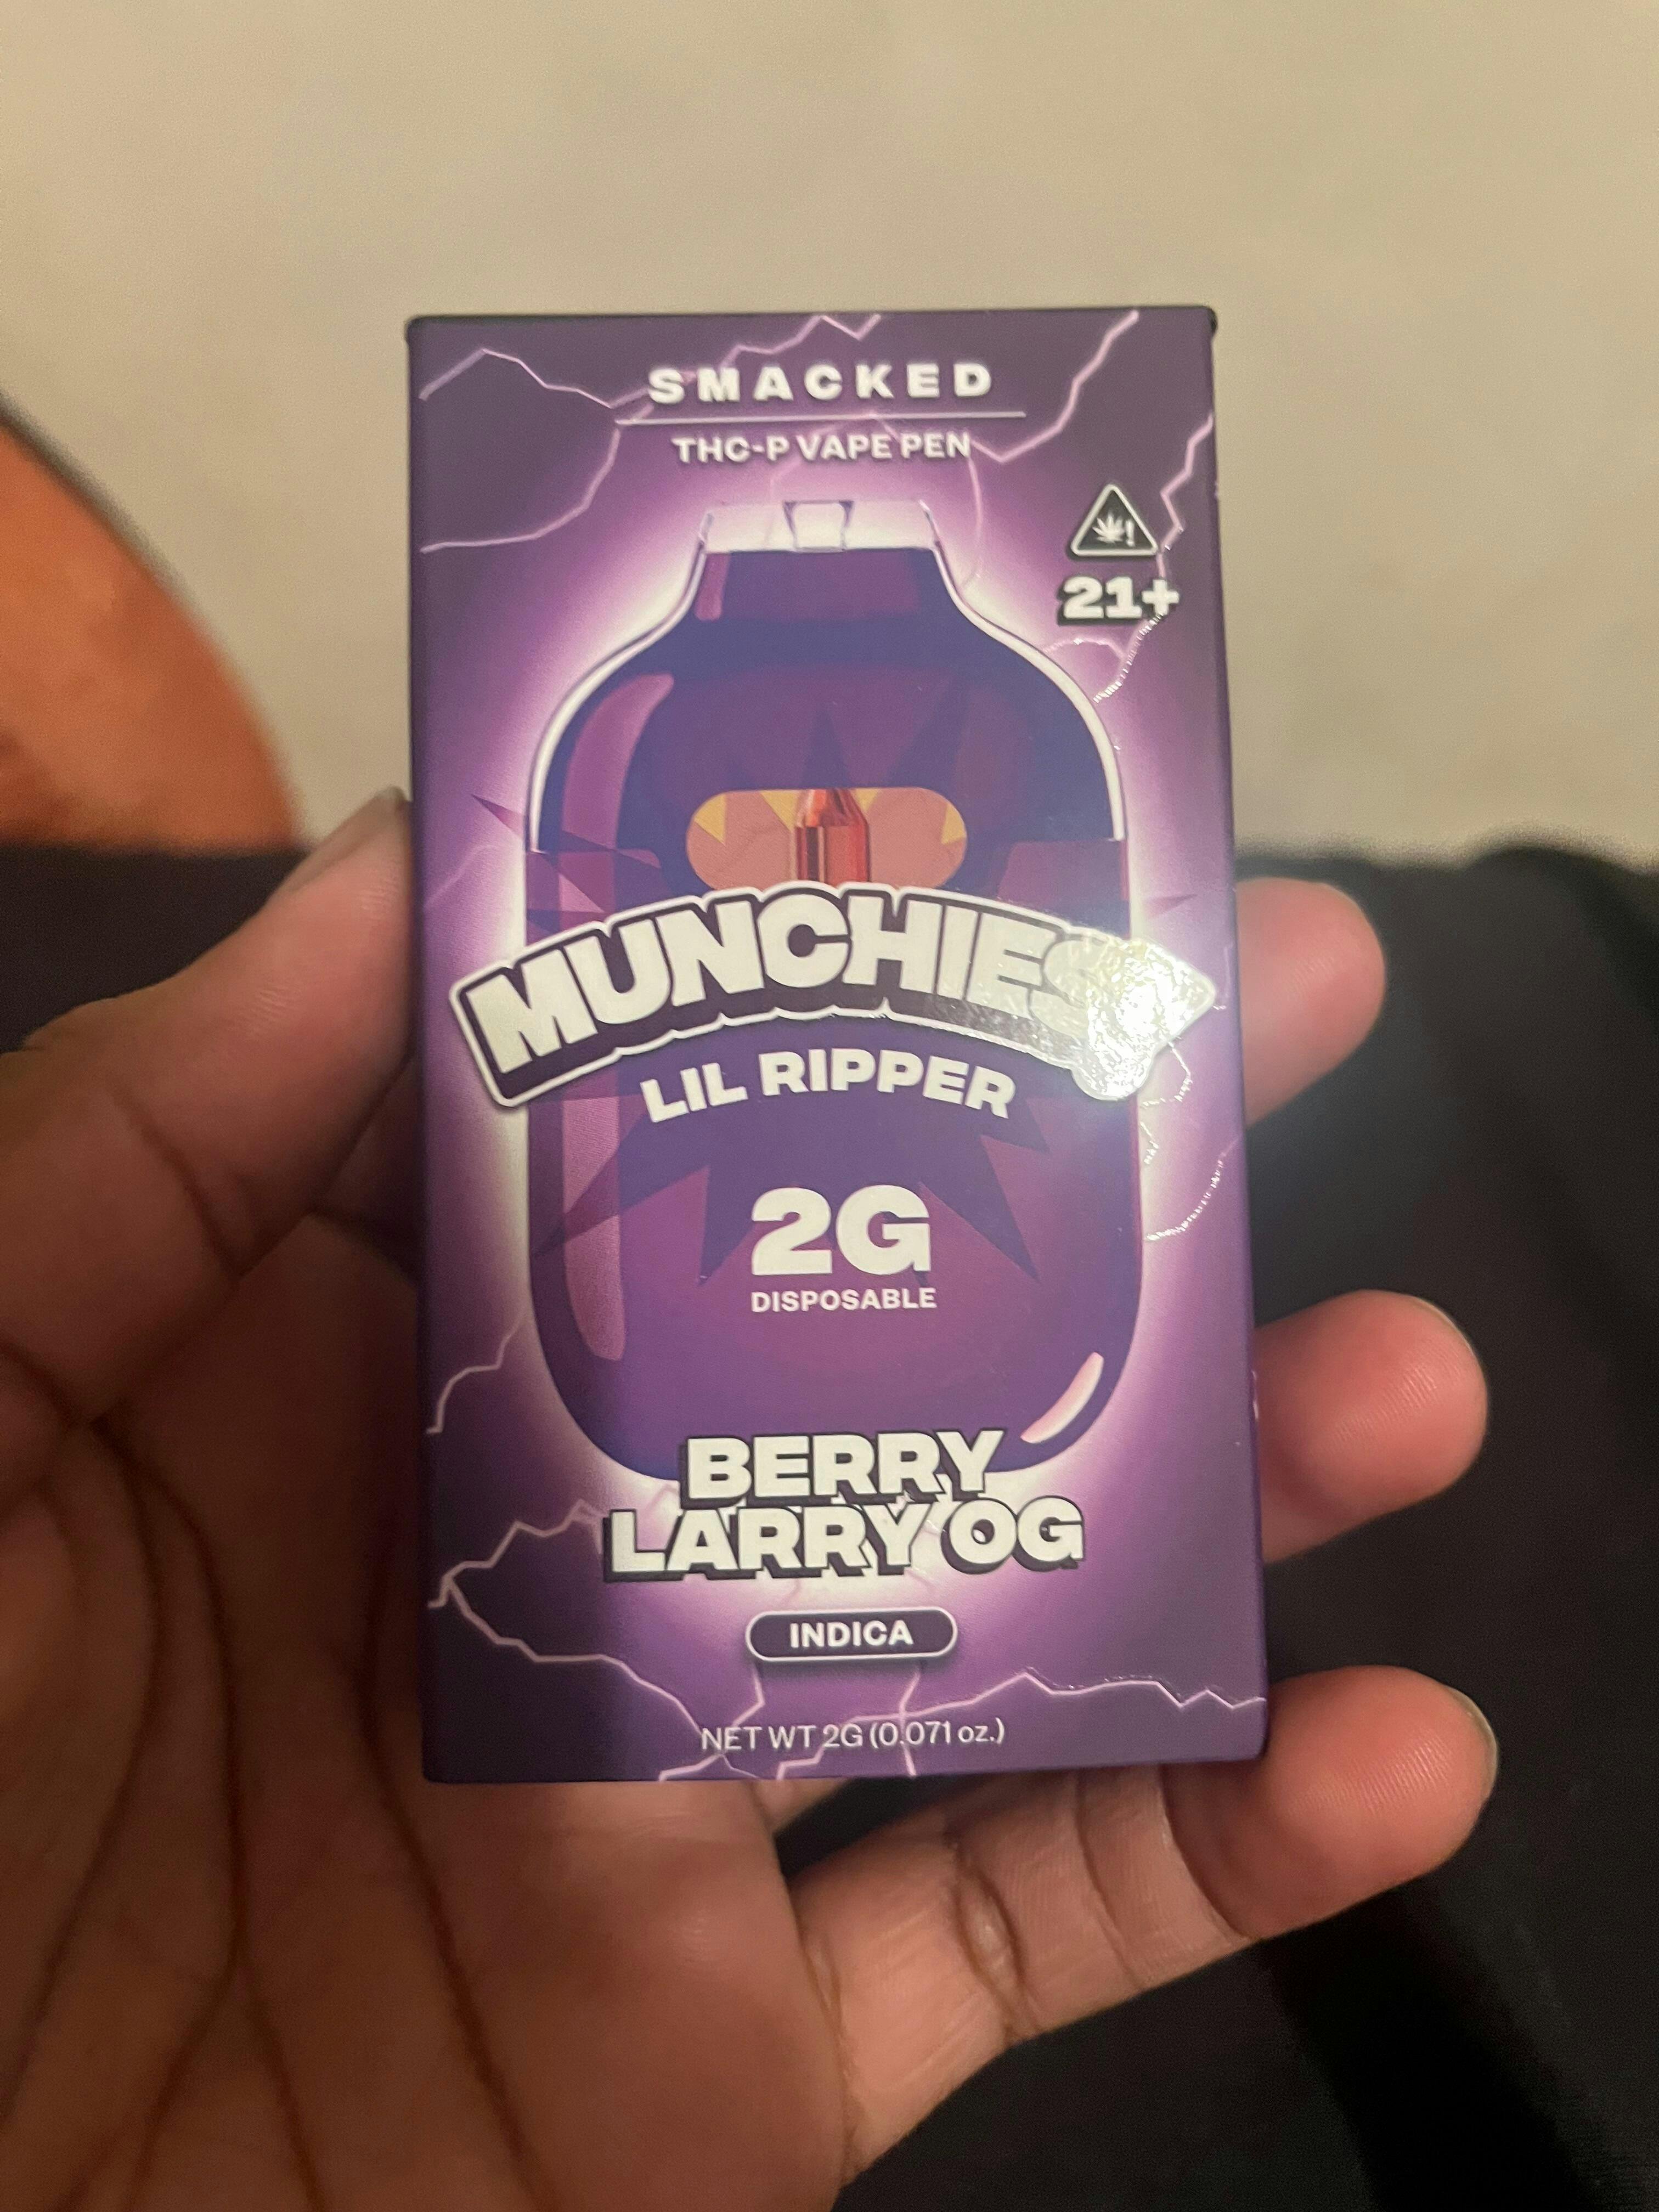 SMACKED
THC-P VAPE PEN
21+
MUNCHIES
LIL RIPPER
2G
DISPOSABLE
BERRY
LARRY OG
INDICA
NET WT 2G (0.071 oz.)